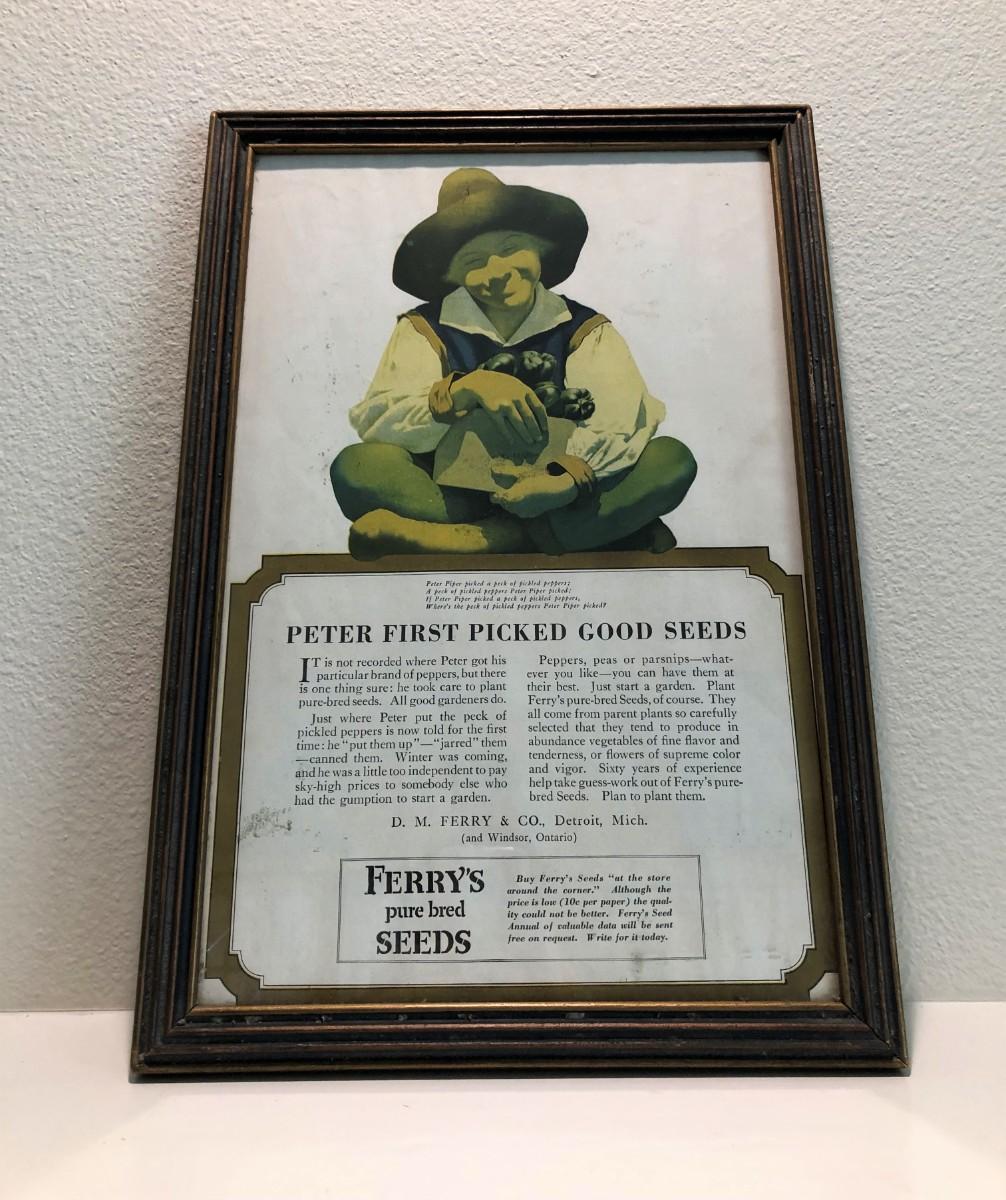 Peter Piper picked a peck of pickled peppers;
A peck of pickled peppers Peter Piper picked;
If Peter Piper picked a peck of pickled peppers,
Where's the peck of pickled peppers Peter Piper picked?
PETER FIRST PICKED GOOD SEEDS
IT is not recorded where Peter got his
particular brand of peppers, but there
is one thing sure: he took care to plant
pure-bred seeds. All good gardeners do.
Just where Peter put the peck of
pickled peppers is now told for the first
time: he "put them up"—"jarred" them
—canned them. Winter was coming,
and he was a little too independent to pay
sky-high prices to somebody else who
had the gumption to start a garden.
Peppers, peas or parsnips—what-
ever you like—you can have them at
their best. Just start a garden. Plant
Ferry's pure-bred Seeds, of course. They
all come from parent plants so carefully
selected that they tend to produce in
abundance vegetables of fine flavor and
tenderness, or flowers of supreme color
and vigor. Sixty years of experience
help take guess-work out of Ferry's pure-
bred Seeds. Plan to plant them.
D. M. FERRY & CO., Detroit, Mich.
(and Windsor, Ontario)
FERRY'S
pure bred
SEEDS
Buy Ferry's Seeds "at the store
around the corner." Although the
price is low (10c per paper) the qual-
ity could not be better. Ferry's Seed
Annual of valuable data will be sent
free on request. Write for it today.